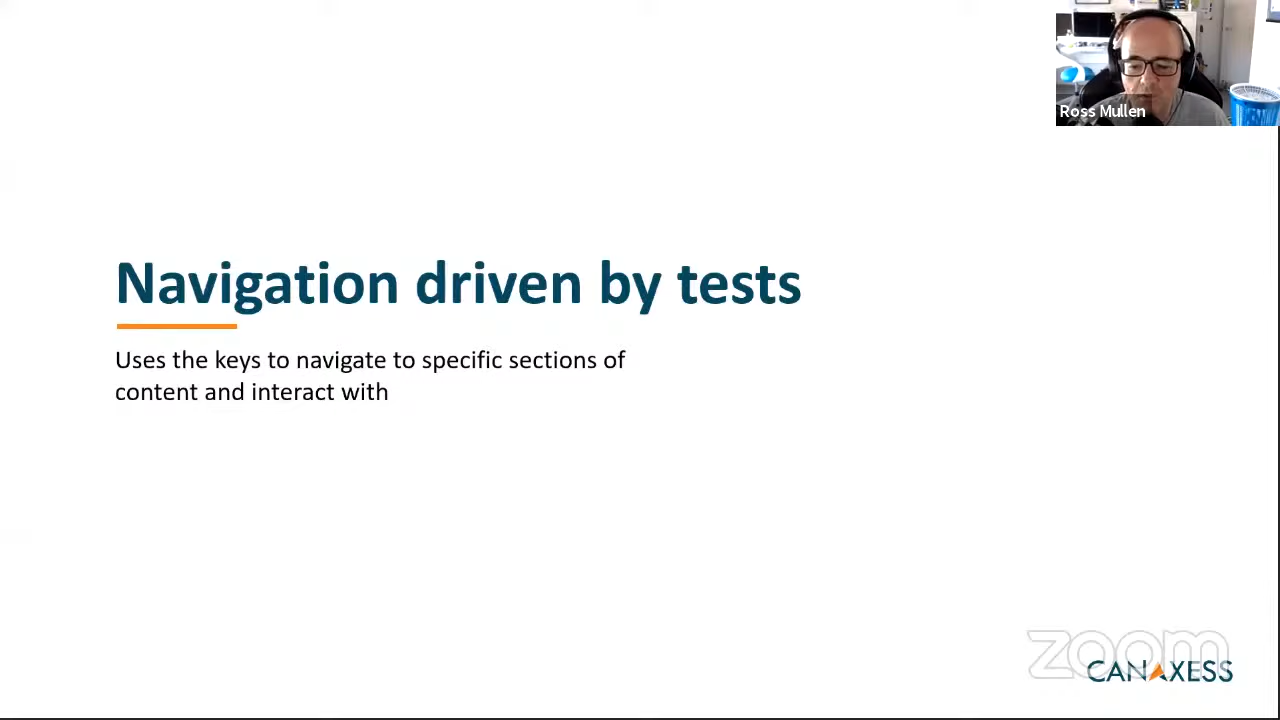 Ross Mullen
Navigation driven by tests
Uses the keys to navigate to specific sections of
content and interact with
zoom
CANAXESS